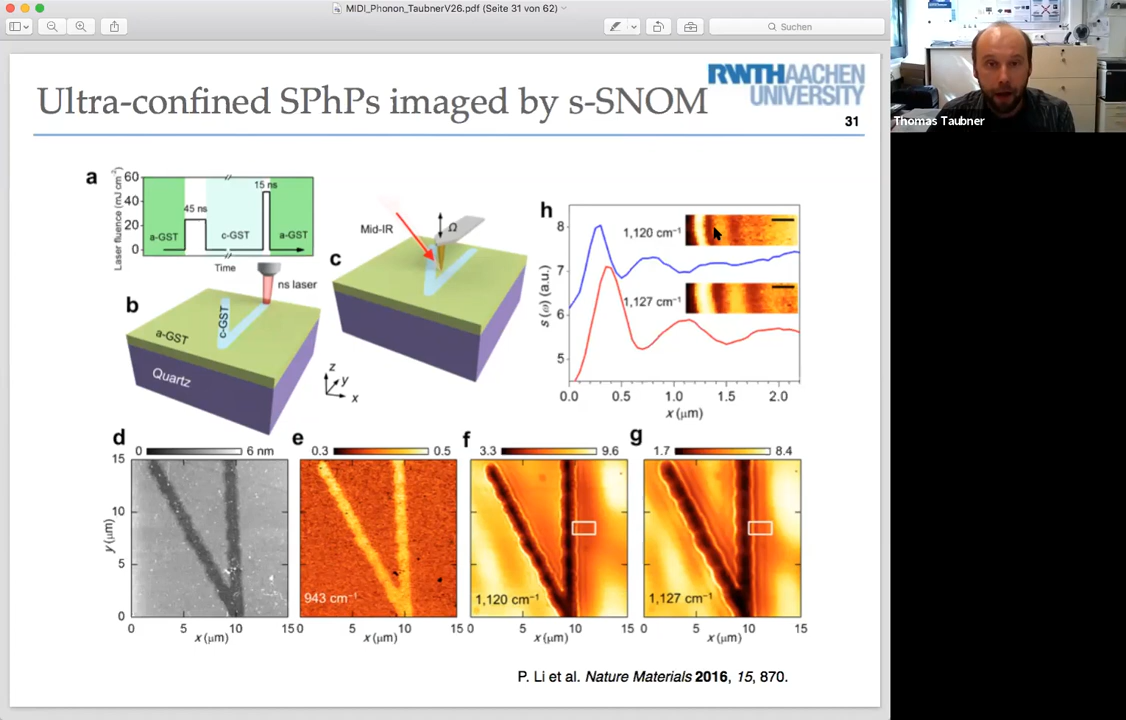 MIDI_Phonon_TaubnerV26.pdf (Seite 31 von 62)
Suchen
Thomas Taubner
Ultra-confined SPhPs imaged by s-SNOM
RWTHAACHEN
UNIVERSITY
31
a
Laser fluence (mJ cm⁻²)
60
40
20
0
45 ns
15 ns
a-GST
c-GST
a-GST
Time
b
ns laser
a-GST
c-GST
Quartz
z
y
x
c
Mid-IR
Ω
h
s (ω) (a.u.)
8
7
6
5
1,120 cm⁻¹
1,127 cm⁻¹
0.0 0.5 1.0 1.5 2.0
x (μm)
d
0 6 nm
15
10
5
0
y (μm)
0 5 10 15
x (μm)
e
0.3 0.5
943 cm⁻¹
0 5 10 15
x (μm)
f
3.3 9.6
1,120 cm⁻¹
0 5 10 15
x (μm)
g
1.7 8.4
1,127 cm⁻¹
0 5 10 15
x (μm)
P. Li et al. Nature Materials 2016, 15, 870.